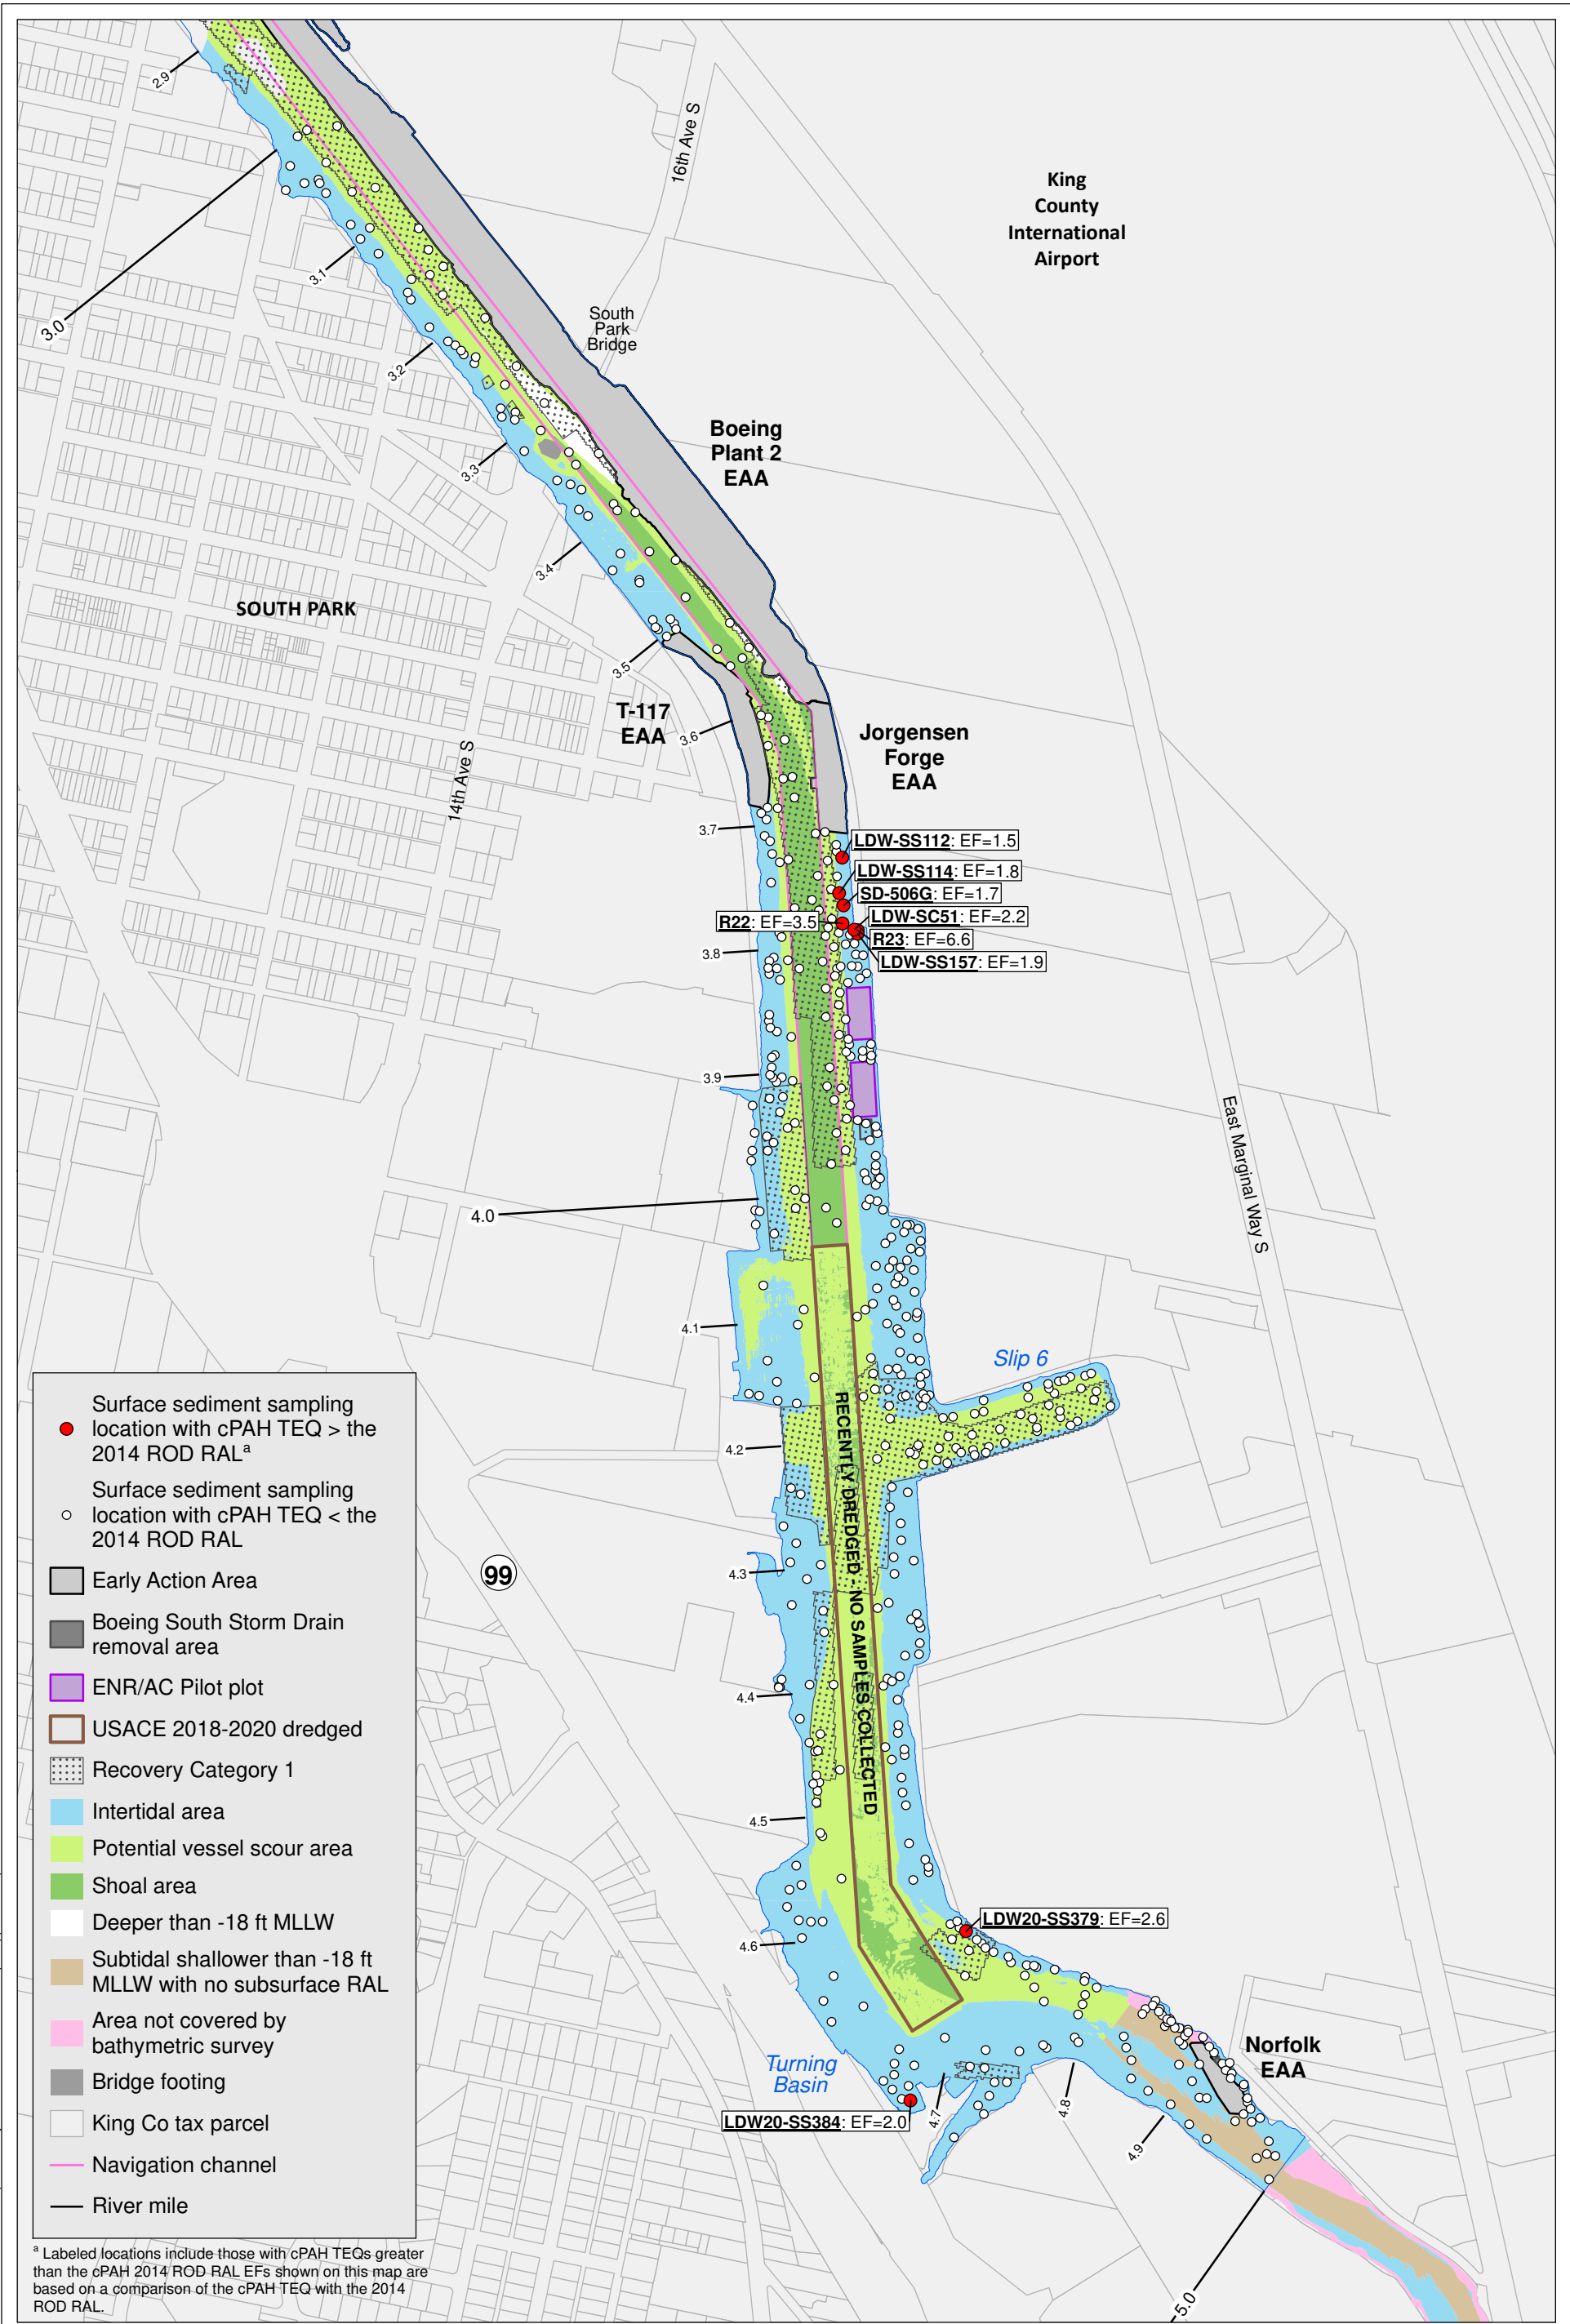 2.9
16th Ave S
King
County
International
Airport
3.0
3.1
South
Park
Bridge
3.2
Boeing
Plant 2
EAA
3.3
3.4
SOUTH PARK
3.5
T-117
EAA
3.6
Jorgensen
Forge
EAA
14th Ave S
3.7
LDW-SS112: EF=1.5
LDW-SS114: EF=1.8
SD-506G: EF=1.7
R22: EF=3.5
LDW-SC51: EF=2.2
R23: EF=6.6
LDW-SS157: EF=1.9
3.8
3.9
East Marginal Way S
4.0
4.1
Slip 6
RECENTLY DREDGED - NO SAMPLES COLLECTED
4.2
4.3
99
4.4
4.5
LDW20-SS379: EF=2.6
4.6
Turning
Basin
Norfolk
EAA
LDW20-SS384: EF=2.0
4.7
4.8
4.9
5.0
Surface sediment sampling
location with cPAH TEQ > the
2014 ROD RALa
Surface sediment sampling
location with cPAH TEQ < the
2014 ROD RAL
Early Action Area
Boeing South Storm Drain
removal area
ENR/AC Pilot plot
USACE 2018-2020 dredged
Recovery Category 1
Intertidal area
Potential vessel scour area
Shoal area
Deeper than -18 ft MLLW
Subtidal shallower than -18 ft
MLLW with no subsurface RAL
Area not covered by
bathymetric survey
Bridge footing
King Co tax parcel
Navigation channel
River mile
a Labeled locations include those with cPAH TEQs greater
than the cPAH 2014 ROD RAL EFs shown on this map are
based on a comparison of the cPAH TEQ with the 2014
ROD RAL.